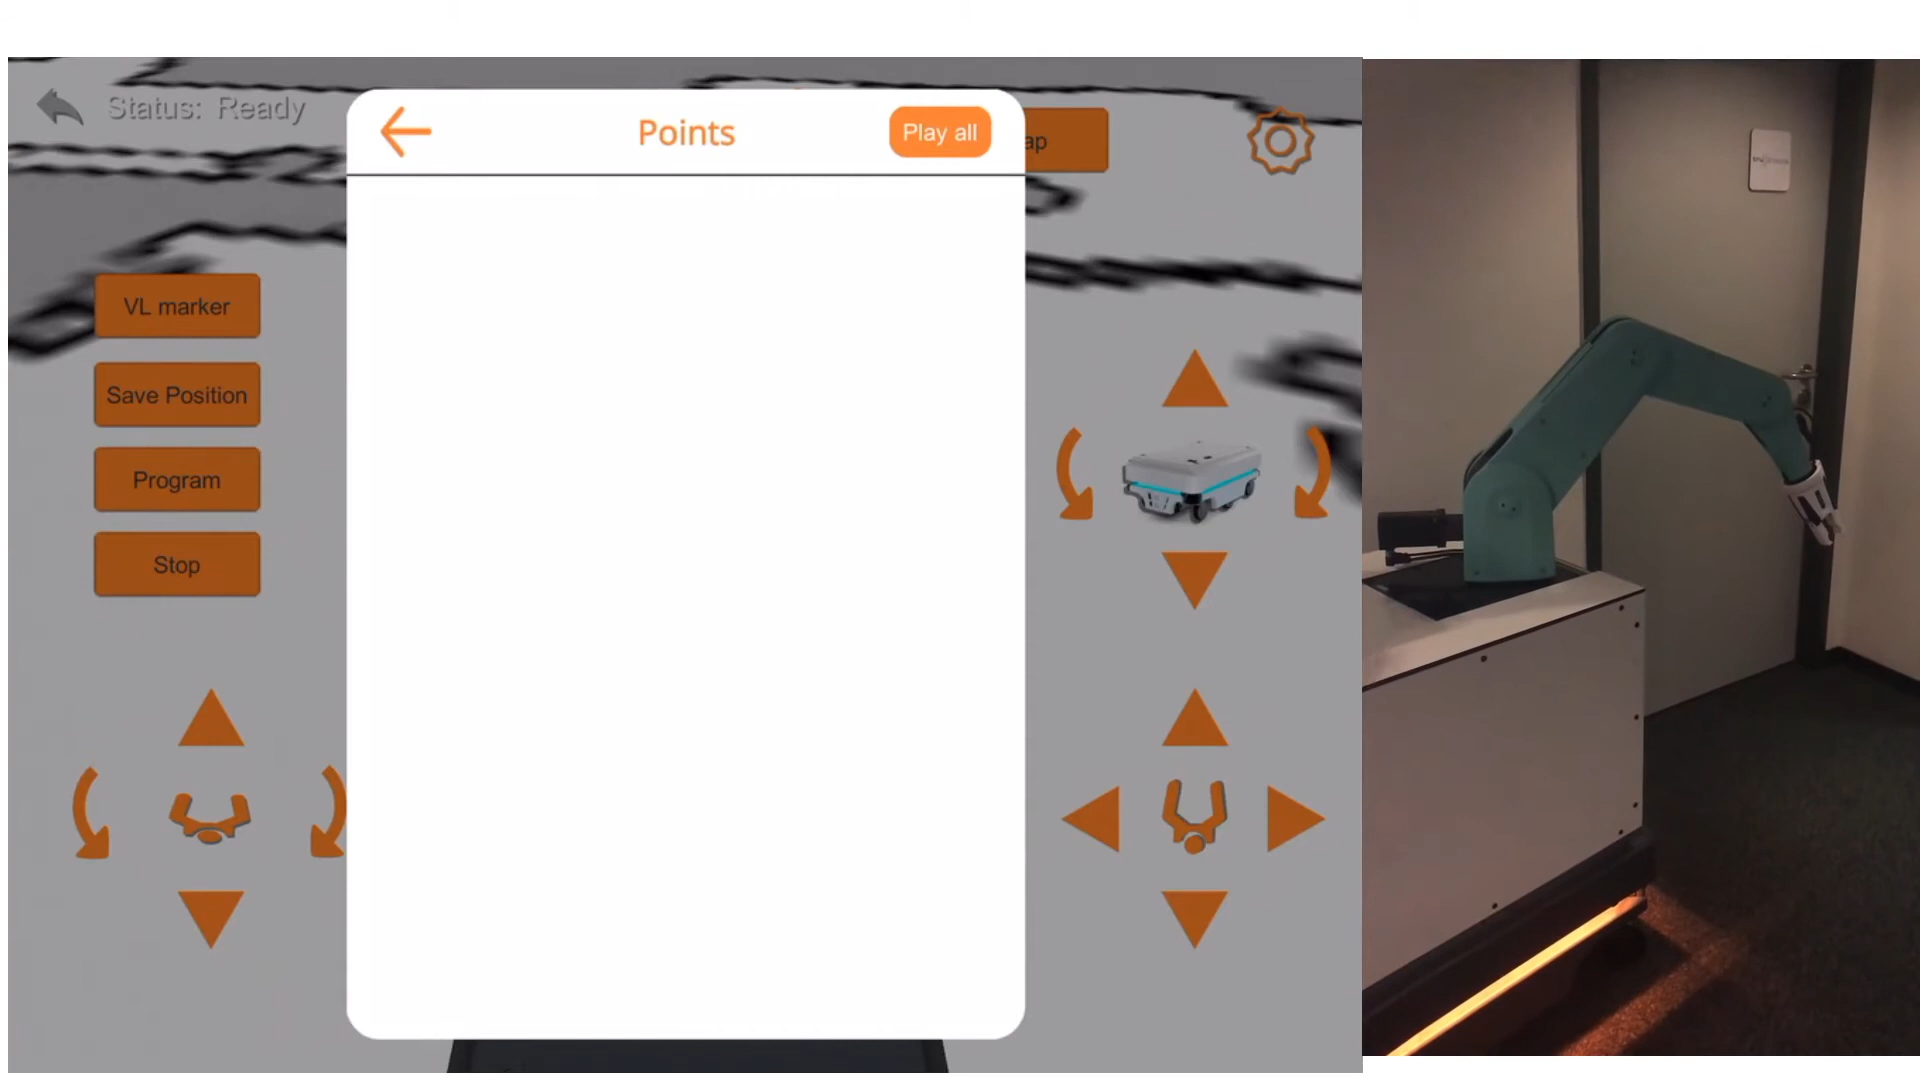 Status: Ready
Points
Play all
ap
VL marker
Save Position
Program
Stop